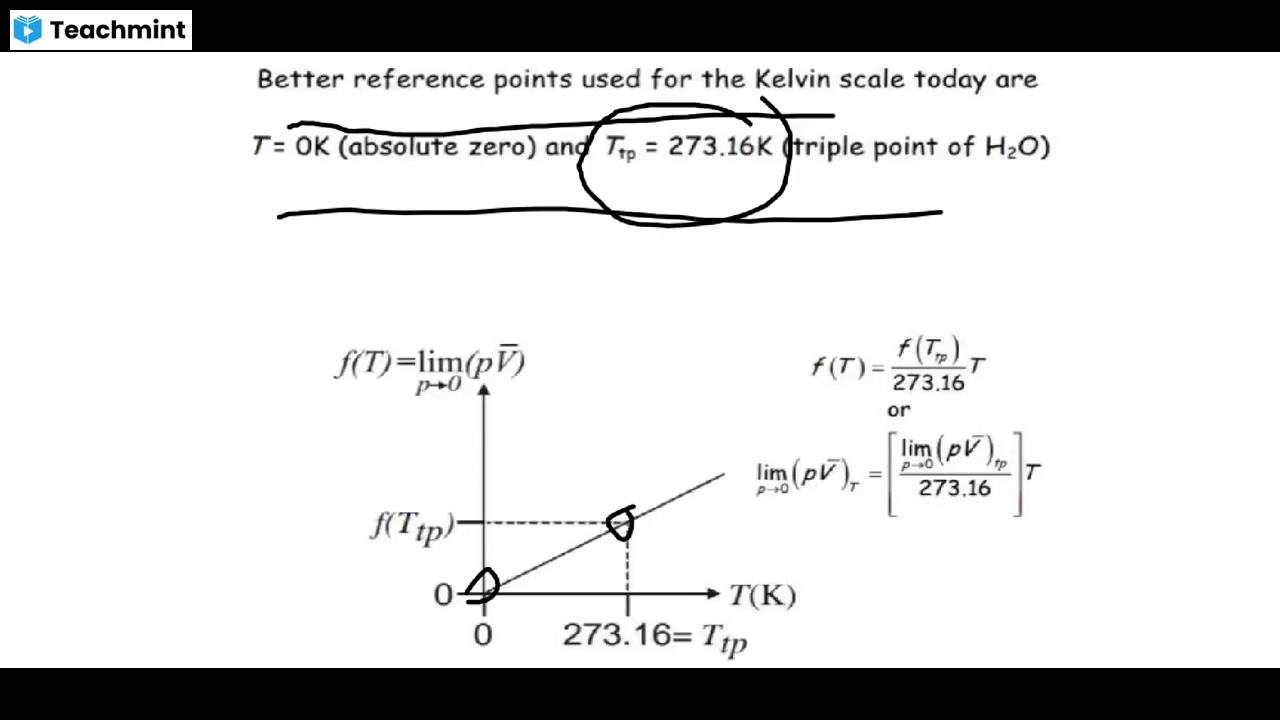 Teachmint
Better reference points used for the Kelvin scale today are
T = 0K (absolute zero) and T_tp = 273.16K (triple point of H₂O)
f(T)=lim(pV̅)
p→0
f(T) = f(T_tp)/273.16 T
or
lim_{p→0}(pV̅)_T = [lim_{p→0}(pV̅)_tp / 273.16] T
f(T_tp)
0
T(K)
0
273.16= T_tp